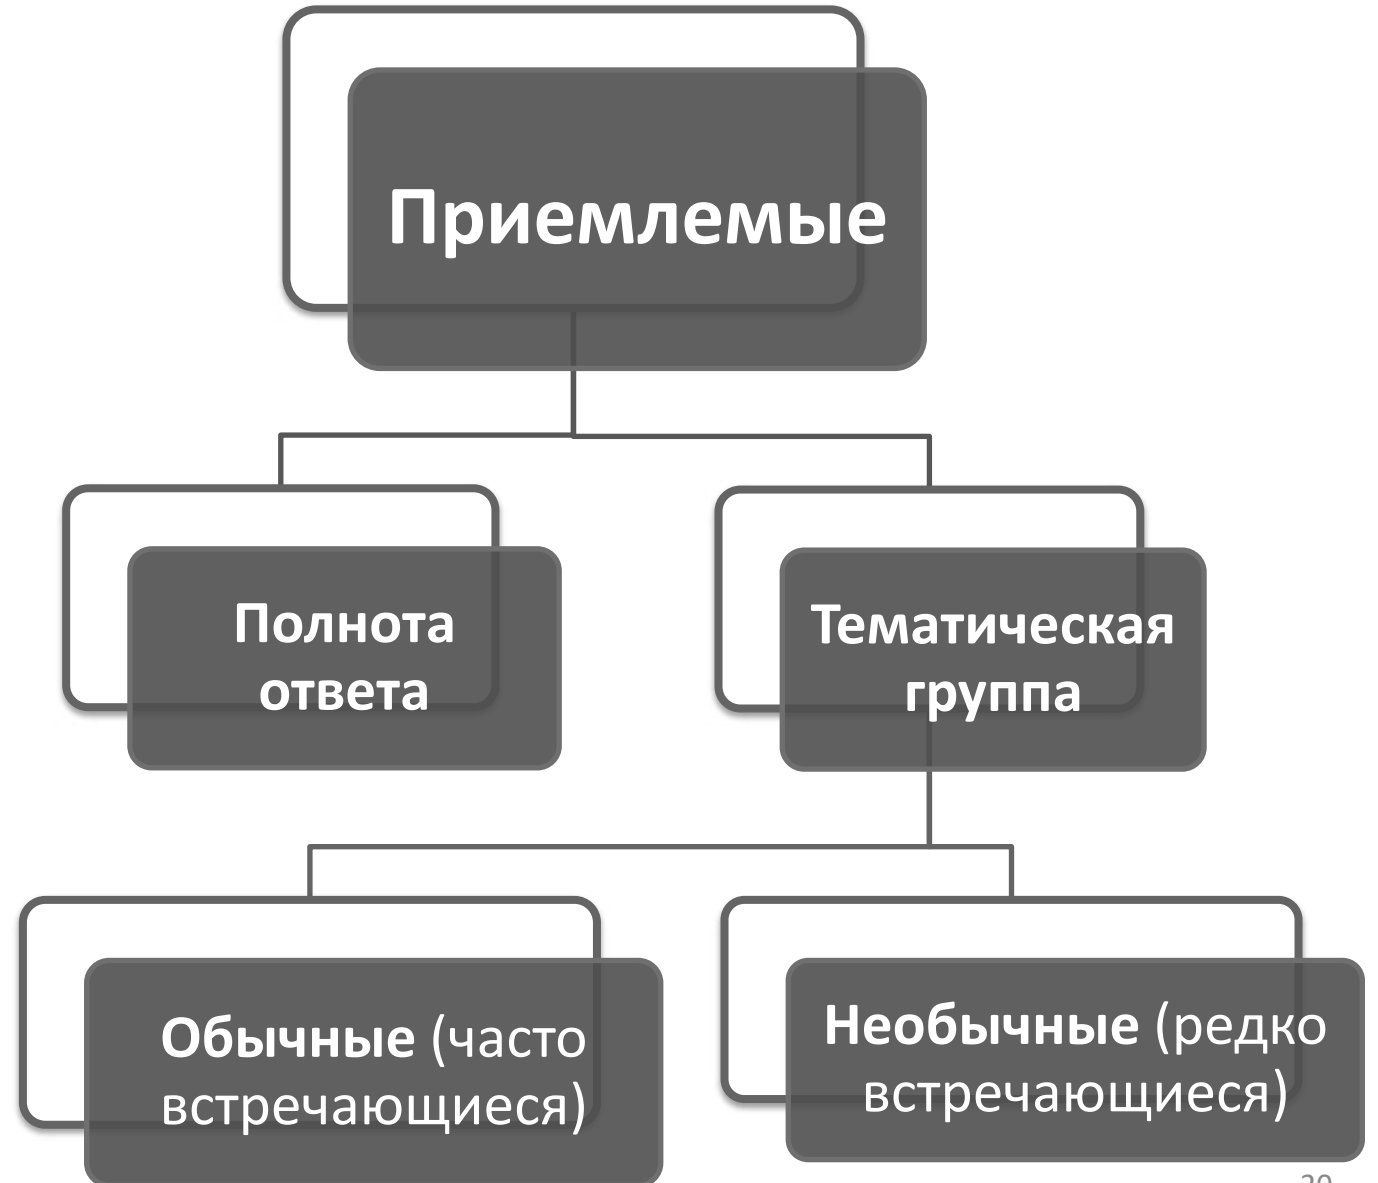 Приемлемые
Полнота
ответа
Тематическая
группа
Обычные (часто
встречающиеся)
Необычные (редко
встречающиеся)